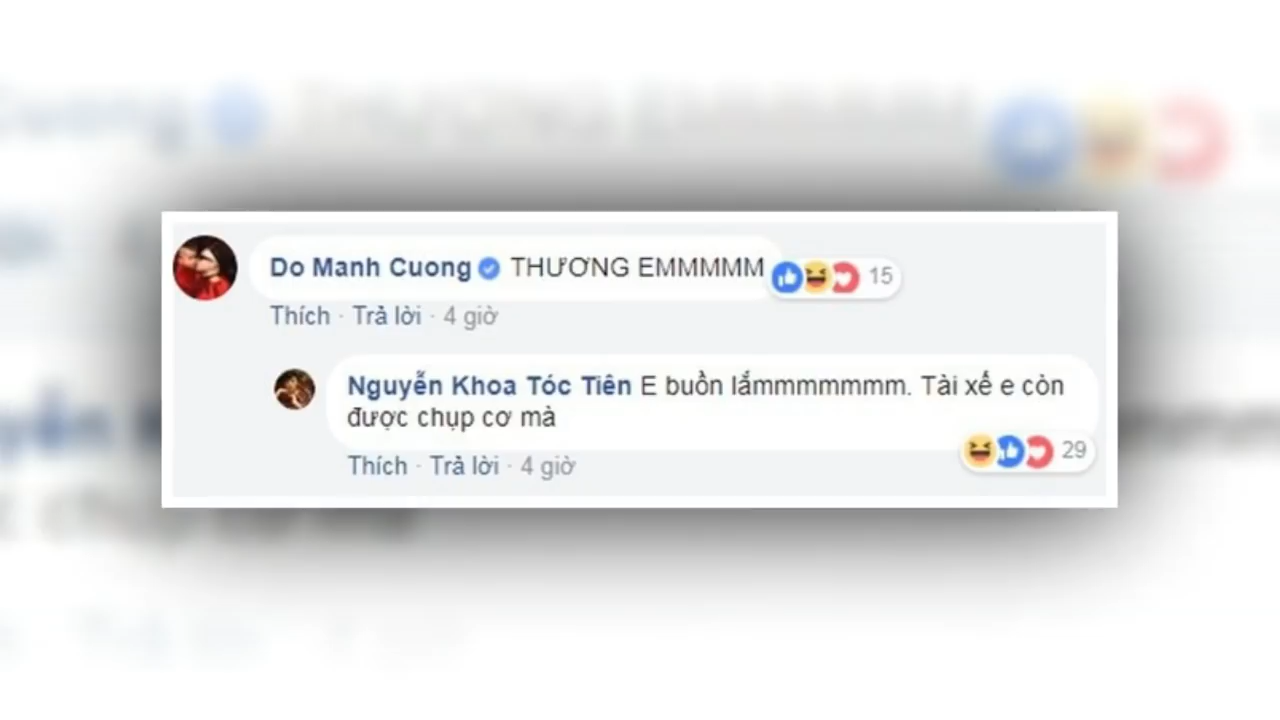 Do Manh Cuong THƯƠNG EMMMMM 15
Thích · Trả lời · 4 giờ
Nguyễn Khoa Tóc Tiên E buồn lắmmmmmmm. Tài xế e còn
được chụp cơ mà
Thích · Trả lời · 4 giờ 29